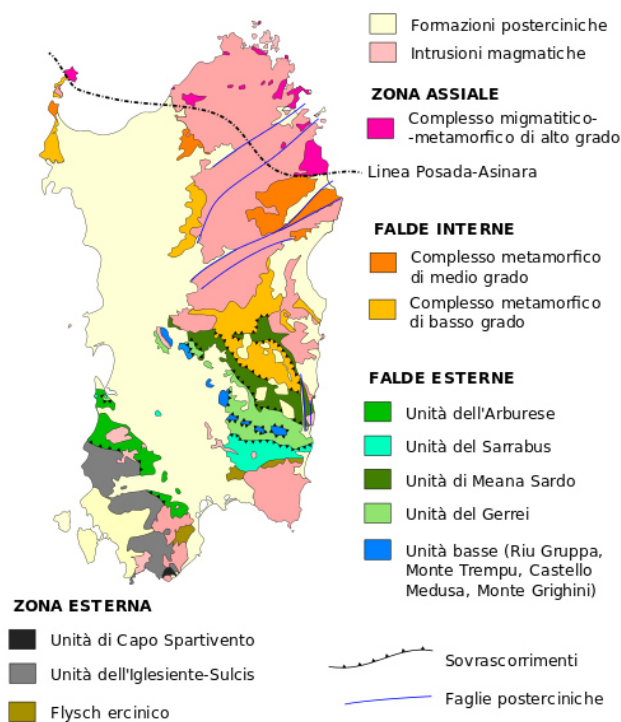 Formazioni posterciniche
Intrusioni magmatiche
ZONA ASSIALE
Complesso migmatitico-
-metamorfico di alto grado
Linea Posada-Asinara
FALDE INTERNE
Complesso metamorfico
di medio grado
Complesso metamorfico
di basso grado
FALDE ESTERNE
Unità dell'Arburese
Unità del Sarrabus
Unità di Meana Sardo
Unità del Gerrei
Unità basse (Riu Gruppa,
Monte Trempu, Castello
Medusa, Monte Grighini)
ZONA ESTERNA
Unità di Capo Spartivento
Unità dell'Iglesiente-Sulcis
Flysch ercinico
Sovrascorrimenti
Faglie posterciniche